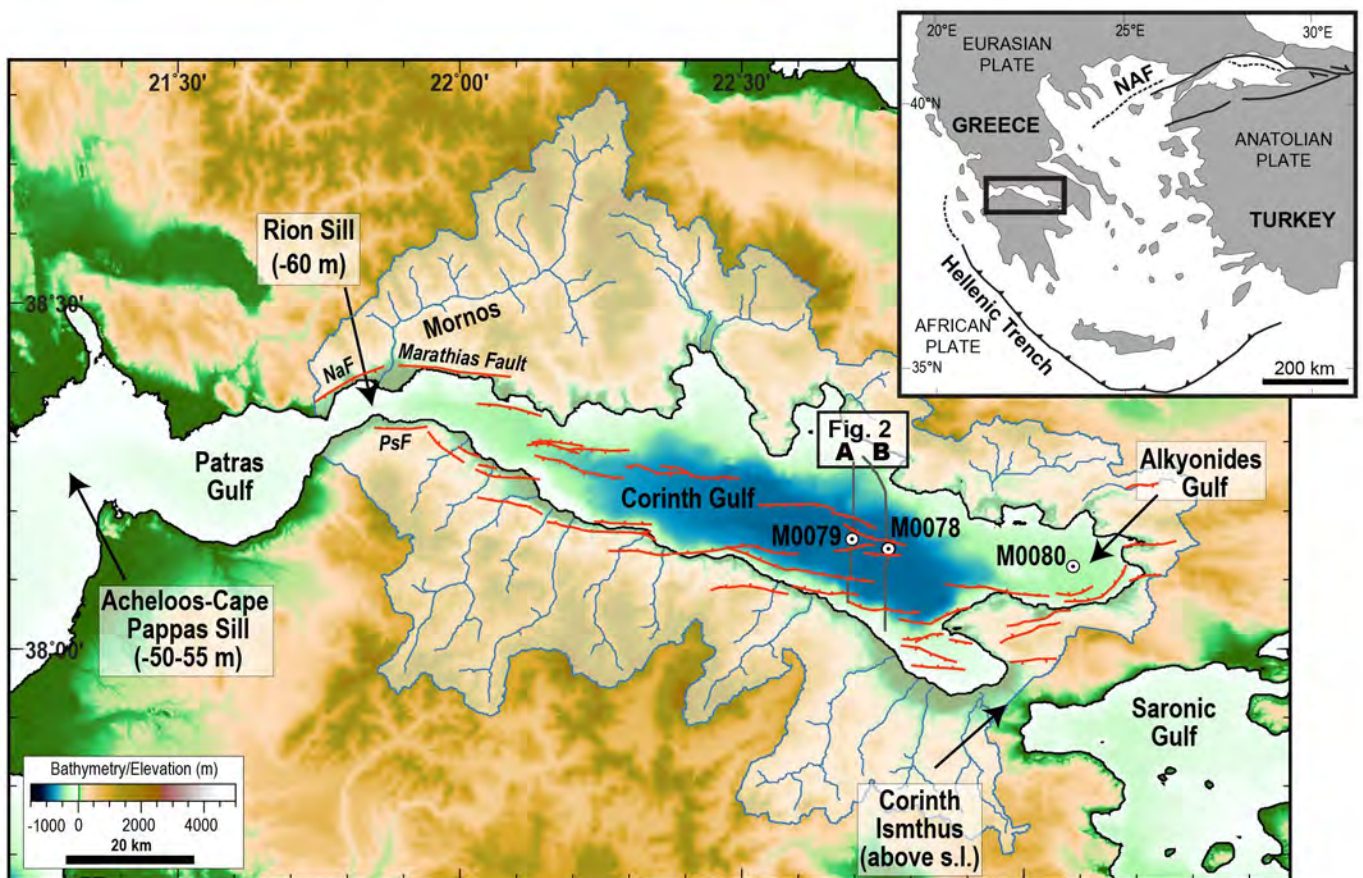 20°E
25°E
30°E
EURASIAN
PLATE
NAF
40°N
GREECE
ANATOLIAN
PLATE
TURKEY
Hellenic Trench
AFRICAN
PLATE
35°N
200 km
21°30'
22°00'
22°30'
Rion Sill
(-60 m)
38°30'
Mornos
NaF
Marathias Fault
PsF
Fig. 2
A B
Patras
Gulf
Corinth Gulf
Alkyonides
Gulf
M0079
M0078
M0080
Acheloos-Cape
Pappas Sill
(-50-55 m)
38°00'
Saronic
Gulf
Corinth
Ismthus
(above s.l.)
Bathymetry/Elevation (m)
-1000 0 2000 4000
20 km